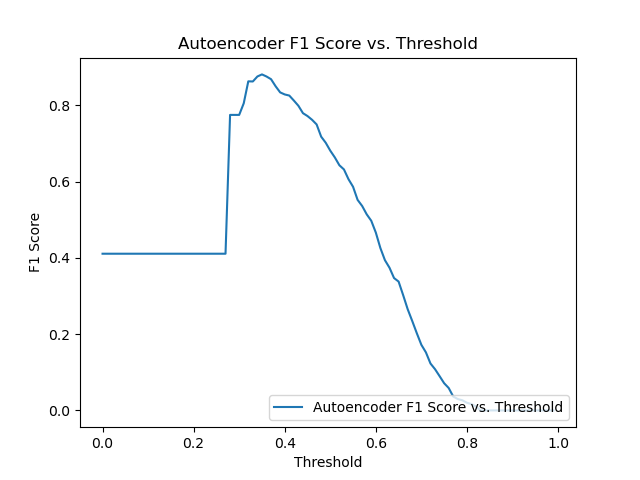 Autoencoder F1 Score vs. Threshold
F1 Score
0.8
0.6
0.4
0.2
0.0
0.0 0.2 0.4 0.6 0.8 1.0
Threshold
Autoencoder F1 Score vs. Threshold